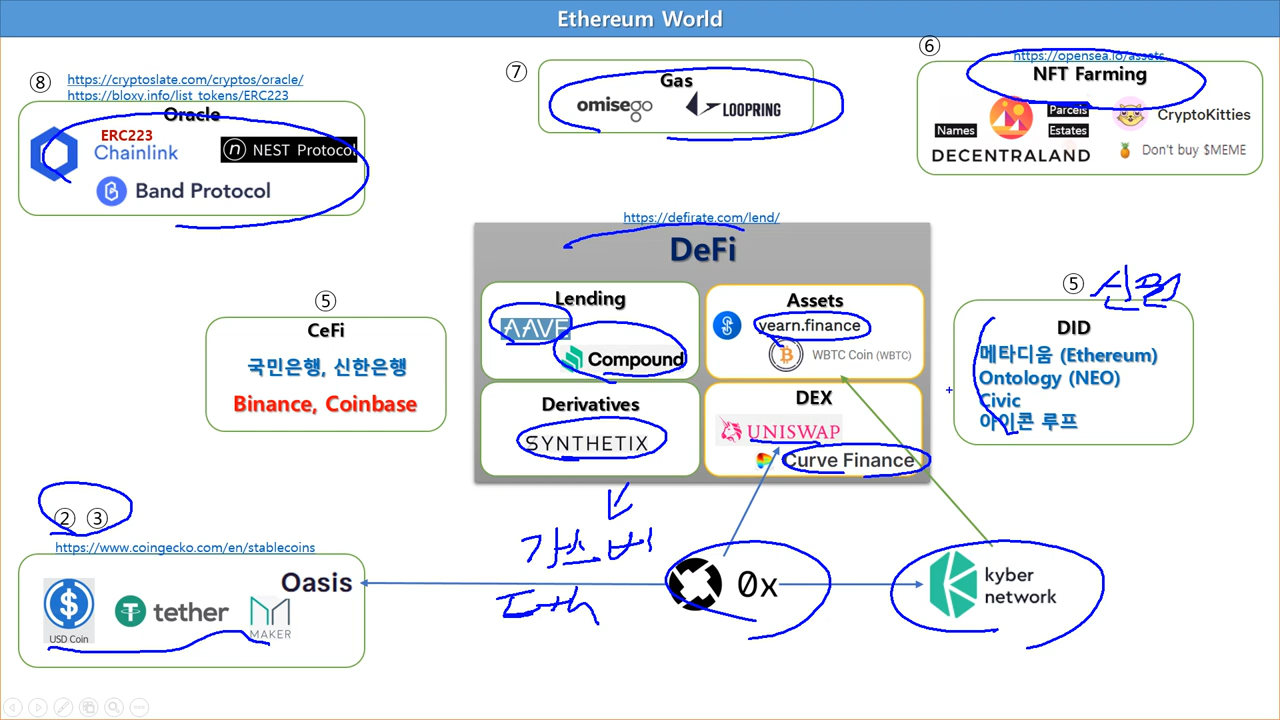 Ethereum World
⑧
https://cryptoslate.com/cryptos/oracle/
https://bloxy.info/list_tokens/ERC223
Oracle
ERC223
Chainlink
NEST Protocol
Band Protocol
⑦
Gas
omisego
LOOPRING
⑥
https://opensea.io/assets
NFT Farming
Names
Parcels
Estates
DECENTRALAND
CryptoKitties
Don't buy $MEME
https://defirate.com/lend/
DeFi
Lending
AAVE
Compound
Assets
yearn.finance
WBTC Coin (WBTC)
Derivatives
SYNTHETIX
DEX
UNISWAP
Curve Finance
⑤
CeFi
국민은행, 신한은행
Binance, Coinbase
⑤
DID
메타디움 (Ethereum)
Ontology (NEO)
Civic
아이콘 루프
② ③
https://www.coingecko.com/en/stablecoins
Oasis
USD Coin
tether
MAKER
가스비
Eth
0x
kyber
network